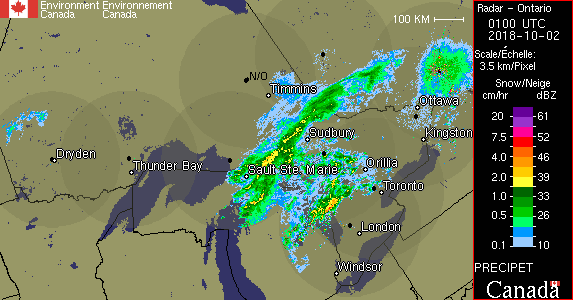 Environment Environnement
Canada Canada
100 KM
N/O
Timmins
Ottawa
Sudbury
Kingston
Dryden
Thunder Bay
Sault Ste. Marie
Orillia
Toronto
London
Windsor
Radar - Ontario
0100 UTC
2018-10-02
Scale/Échelle:
3.5 km/Pixel
Snow/Neige
cm/hr dBZ
20 61
7.5 52
4.0 46
2.0 39
1.0 33
0.5 26
0.1 10
PRECIPET
Canada